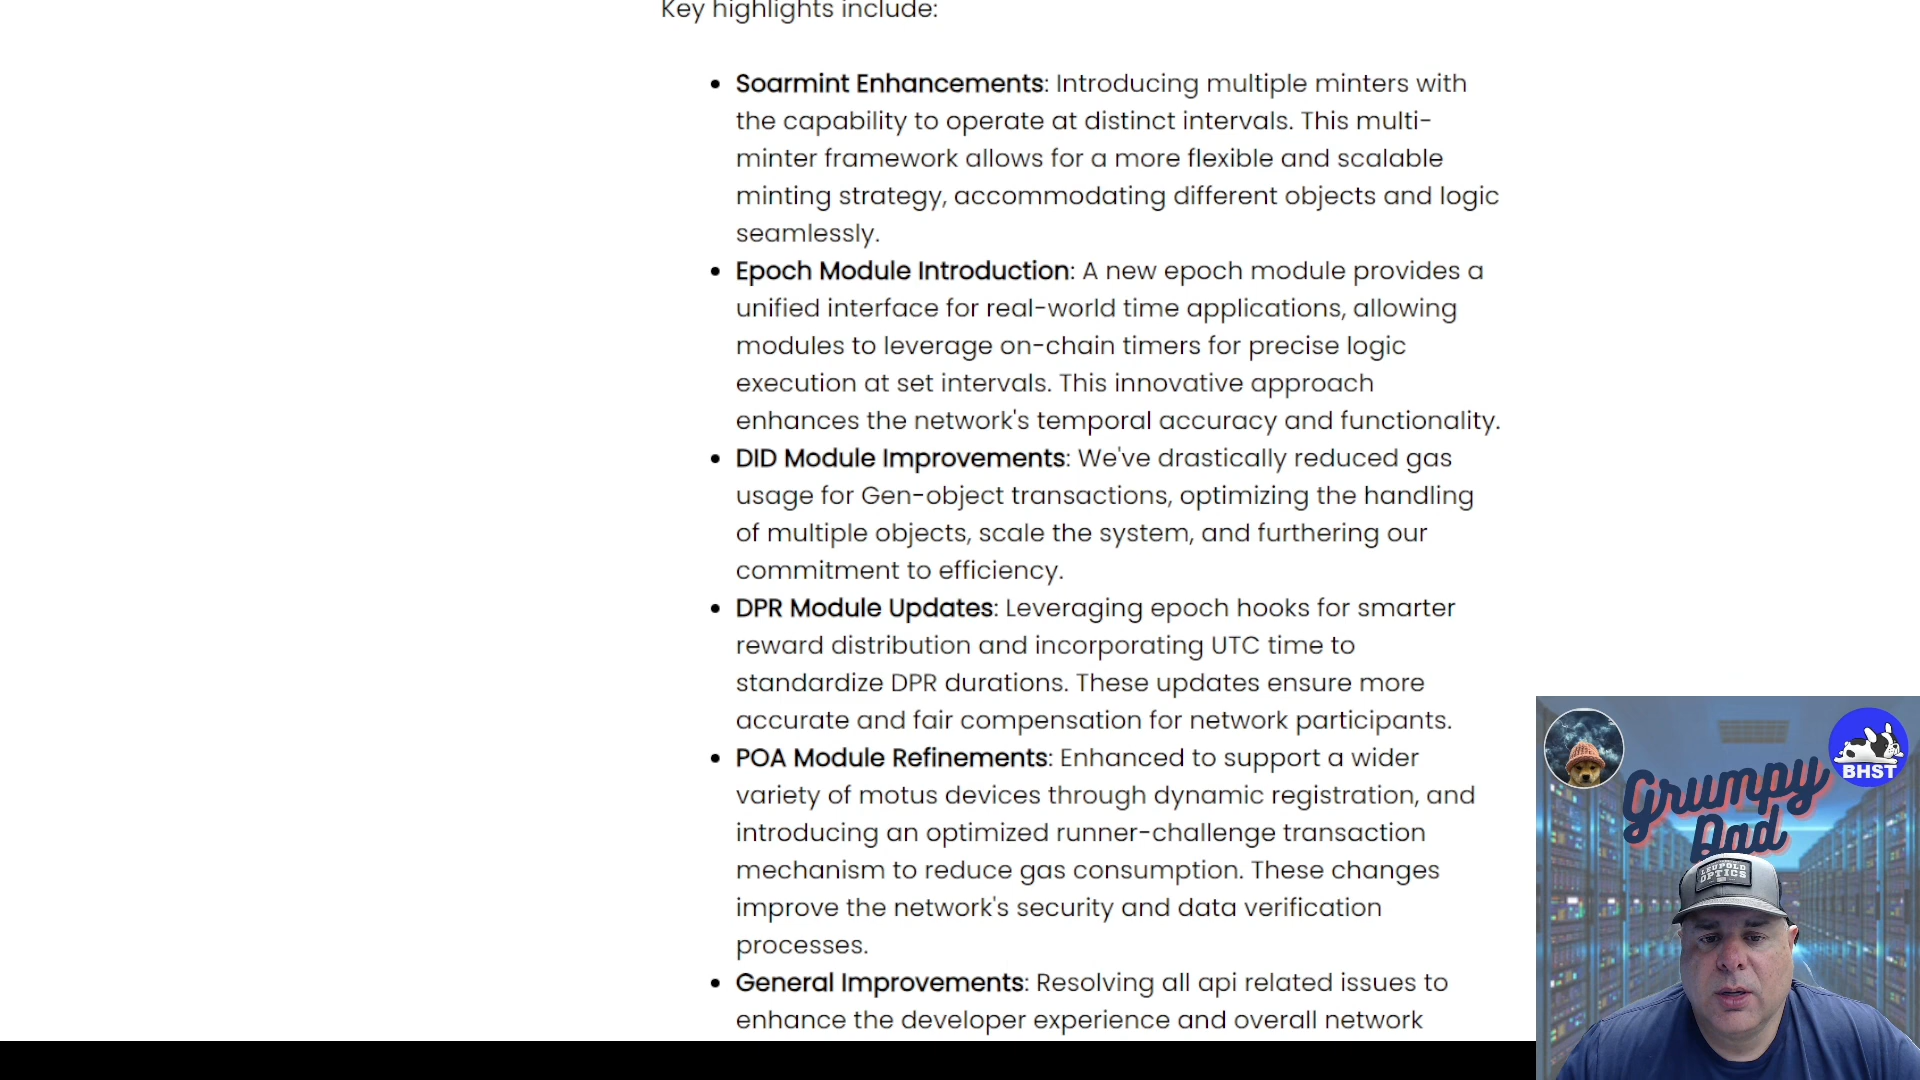 Key highlights include:
• Soarmint Enhancements: Introducing multiple minters with
the capability to operate at distinct intervals. This multi-
minter framework allows for a more flexible and scalable
minting strategy, accommodating different objects and logic
seamlessly.
• Epoch Module Introduction: A new epoch module provides a
unified interface for real-world time applications, allowing
modules to leverage on-chain timers for precise logic
execution at set intervals. This innovative approach
enhances the network's temporal accuracy and functionality.
• DID Module Improvements: We've drastically reduced gas
usage for Gen-object transactions, optimizing the handling
of multiple objects, scale the system, and furthering our
commitment to efficiency.
• DPR Module Updates: Leveraging epoch hooks for smarter
reward distribution and incorporating UTC time to
standardize DPR durations. These updates ensure more
accurate and fair compensation for network participants.
• POA Module Refinements: Enhanced to support a wider
variety of motus devices through dynamic registration, and
introducing an optimized runner-challenge transaction
mechanism to reduce gas consumption. These changes
improve the network's security and data verification
processes.
• General Improvements: Resolving all api related issues to
enhance the developer experience and overall network
BHST
Grumpy
Dad
LEUPOLD
OPTICS